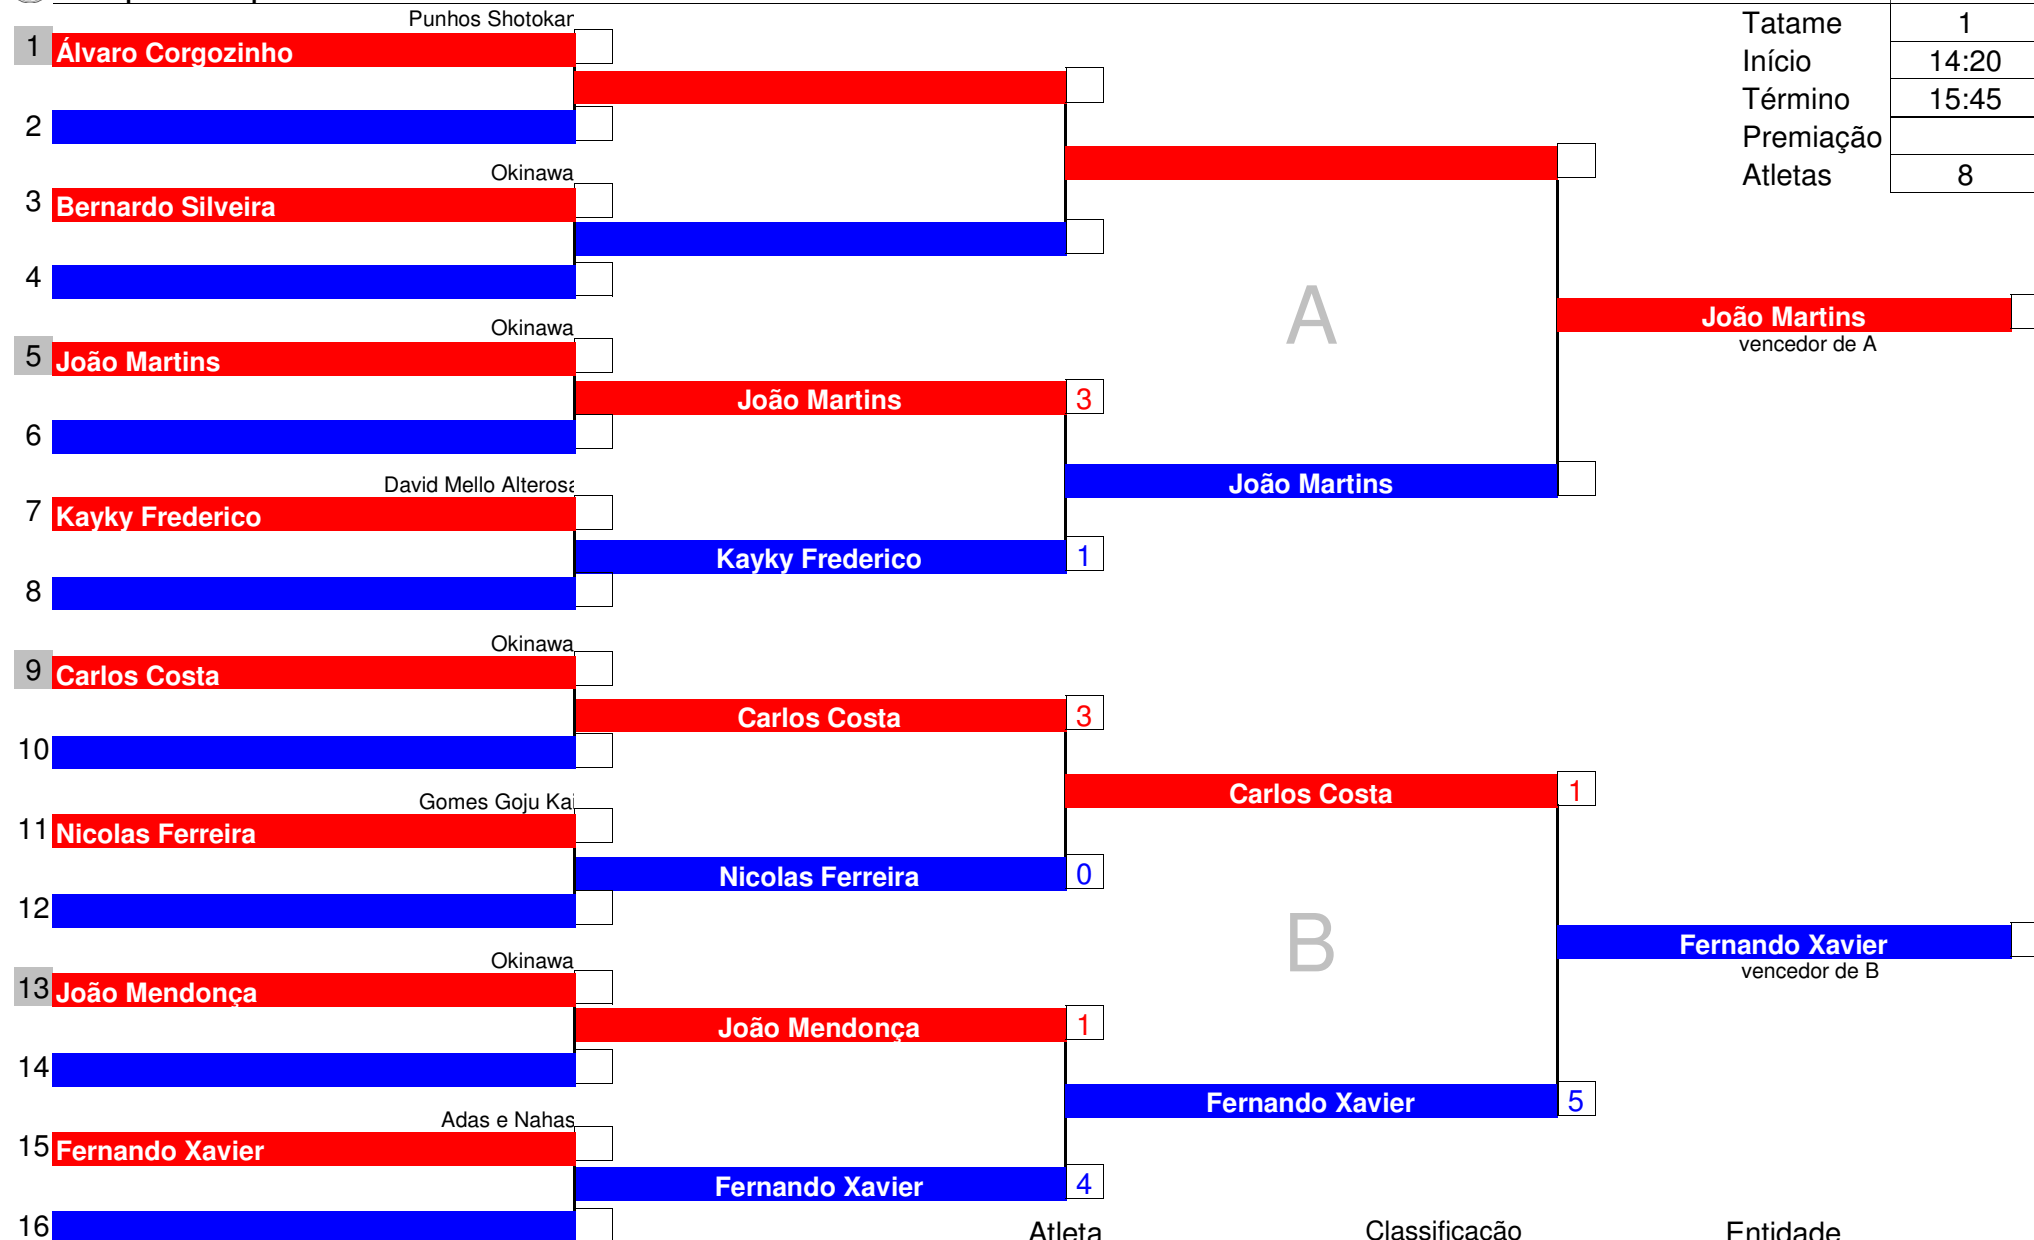 Tatame 1
Início 14:20
Término 15:45
Premiação
Atletas 8
Punhos Shotokan
1 Álvaro Corgozinho
2
Okinawa
3 Bernardo Silveira
4
Okinawa
5 João Martins
6
David Mello Alterosa
7 Kayky Frederico
8
Okinawa
9 Carlos Costa
10
Gomes Goju Kai
11 Nicolas Ferreira
12
Okinawa
13 João Mendonça
14
Adas e Nahas
15 Fernando Xavier
16
João Martins 3
Kayky Frederico 1
Carlos Costa 3
Nicolas Ferreira 0
João Mendonça 1
Fernando Xavier 4
A
João Martins
B
Carlos Costa 1
Fernando Xavier 5
João Martins
vencedor de A
Fernando Xavier
vencedor de B
Atleta Classificação Entidade